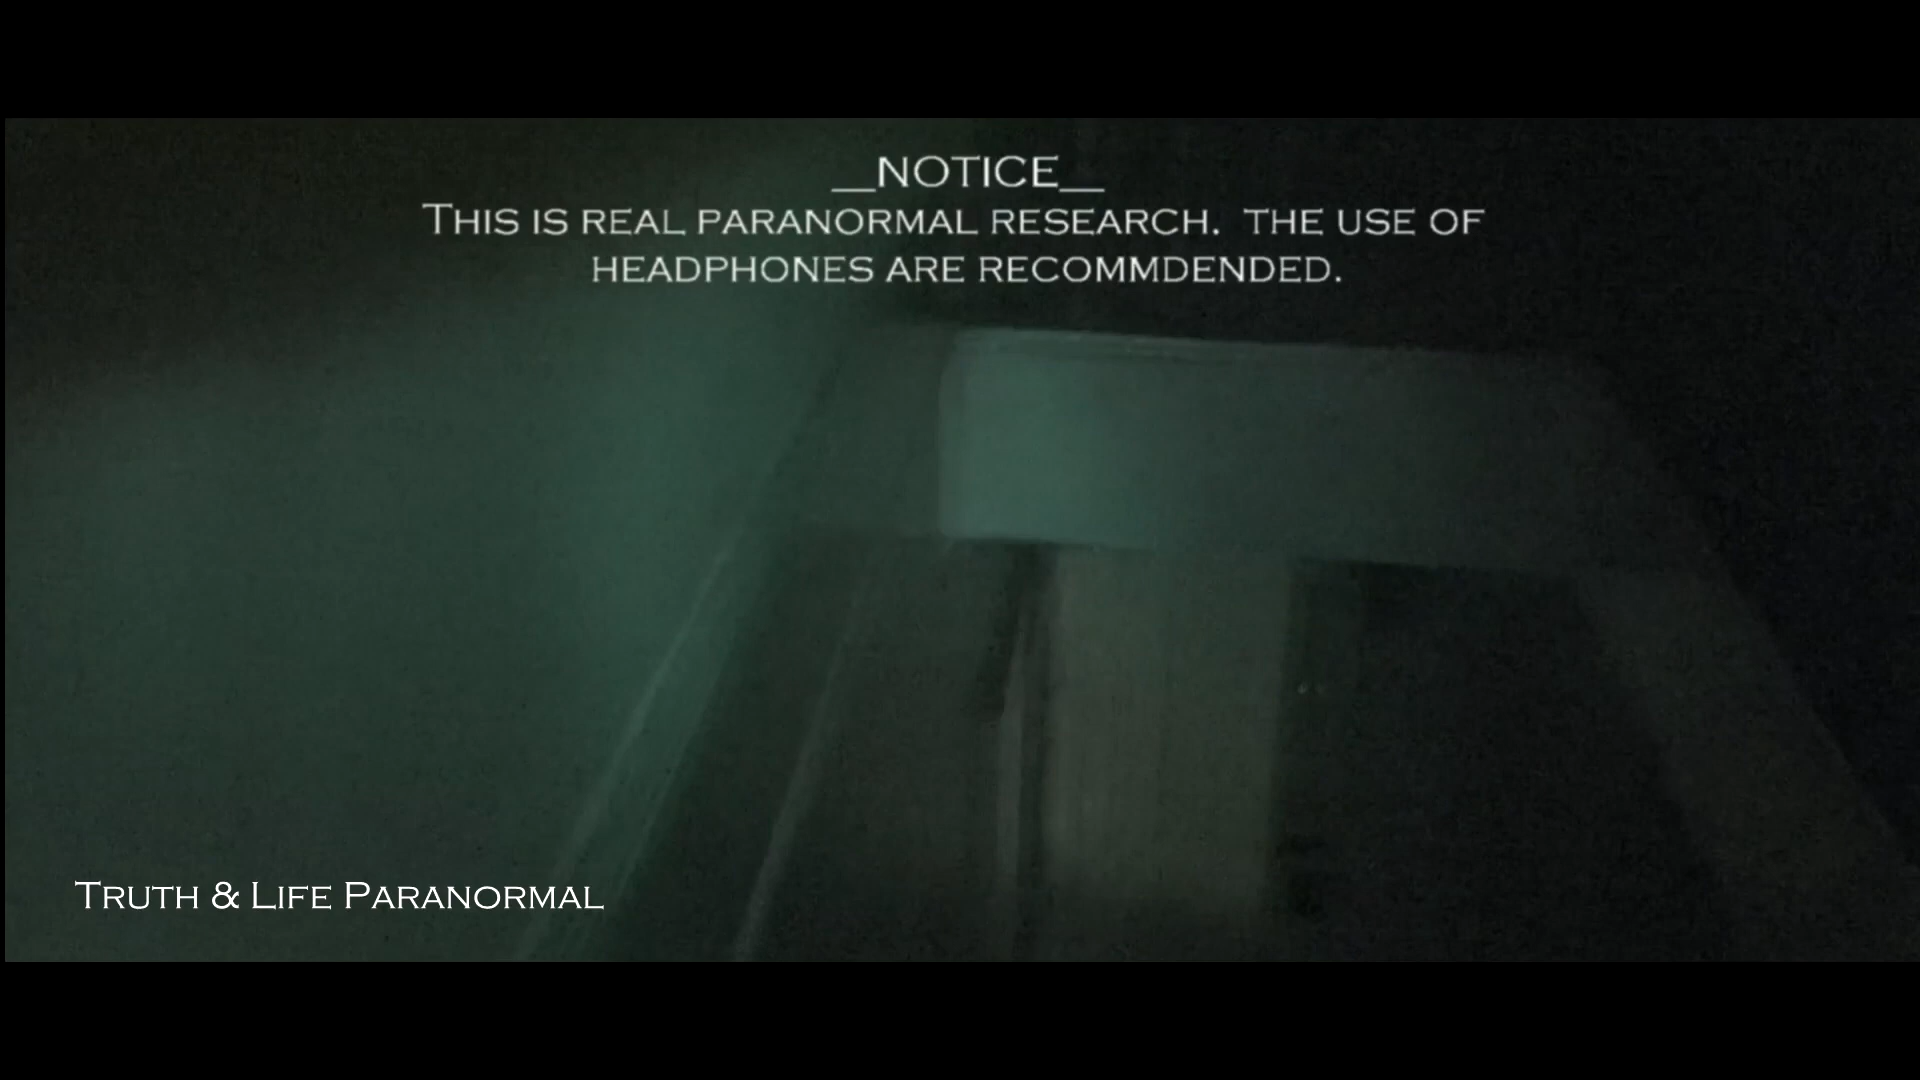 __NOTICE__
THIS IS REAL PARANORMAL RESEARCH.  THE USE OF
HEADPHONES ARE RECOMMDENDED.
TRUTH & LIFE PARANORMAL